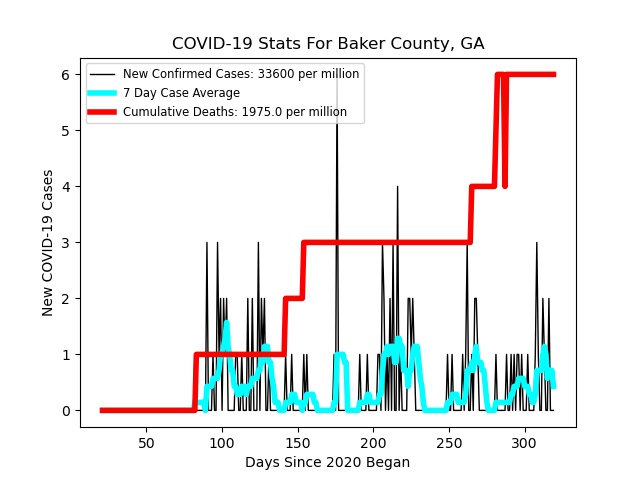 COVID-19 Stats For Baker County, GA
New Confirmed Cases: 33600 per million
7 Day Case Average
Cumulative Deaths: 1975.0 per million
New COVID-19 Cases
6
5
4
3
2
1
0
50 100 150 200 250 300
Days Since 2020 Began